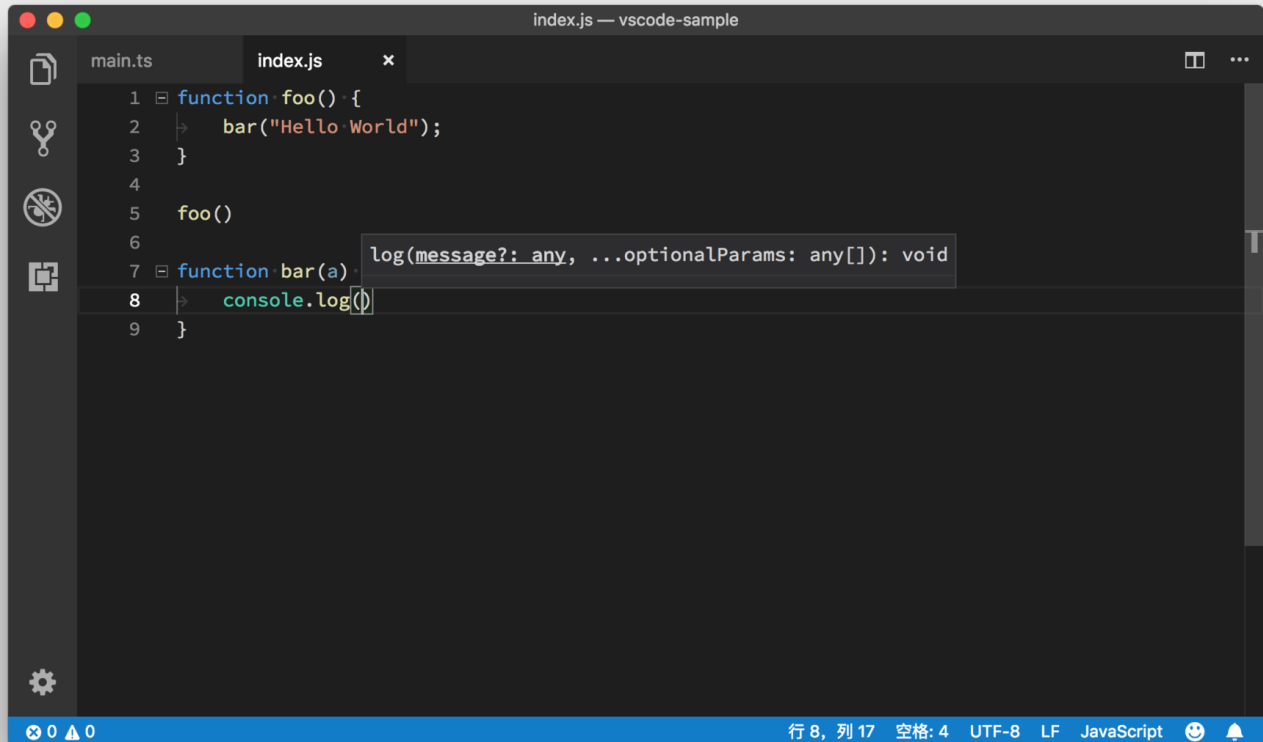 index.js — vscode-sample
main.ts index.js
1 function foo() {
2 bar("Hello World");
3 }
4
5 foo()
6
log(message?: any, ...optionalParams: any[]): void
7 function bar(a)
8 console.log()
9 }
0 0 行 8，列 17 空格: 4 UTF-8 LF JavaScript